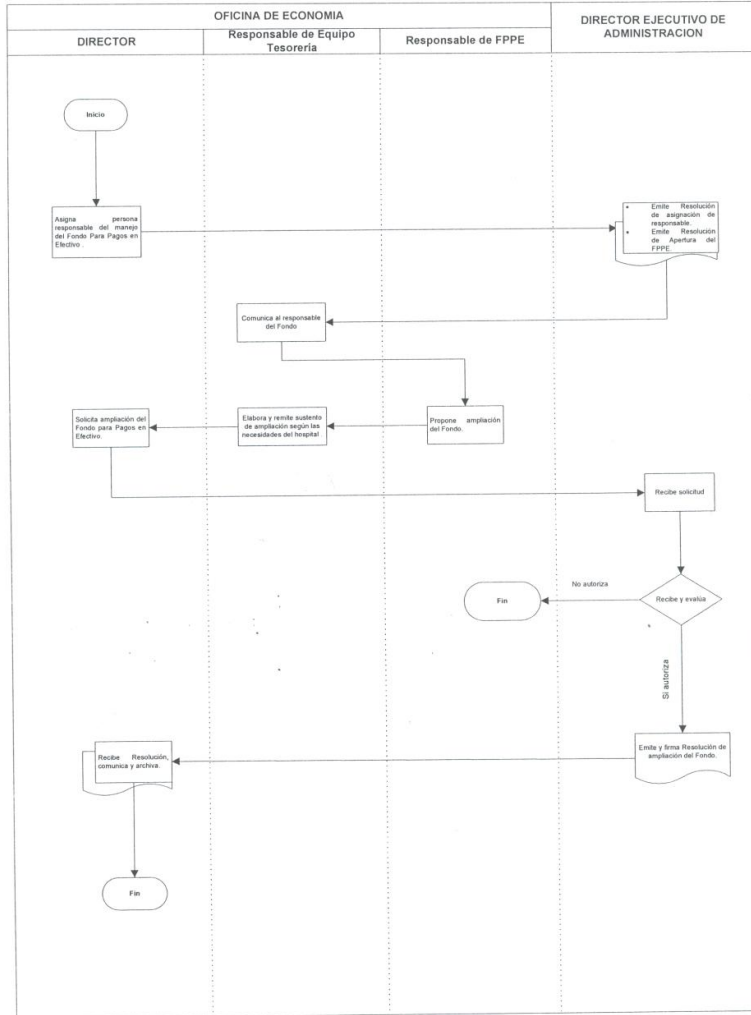 OFICINA DE ECONOMIA
DIRECTOR EJECUTIVO DE
ADMINISTRACION
DIRECTOR
Responsable de Equipo
Tesorería
Responsable de FPPE
Inicio
Asigna persona
responsable del manejo
del Fondo Para Pagos en
Efectivo .
• Emite Resolución
de asignación de
responsable.
• Emite Resolución
de Apertura del
FPPE.
Comunica al responsable
del Fondo
Solicita ampliación del
Fondo para Pagos en
Efectivo.
Elabora y remite sustento
de ampliación según las
necesidades del hospital
Propone ampliación
del Fondo.
Recibe solicitud
No autoriza
Fin
Recibe y evalúa
Si autoriza
Recibe Resolución,
comunica y archiva.
Emite y firma Resolución de
ampliación del Fondo.
Fin